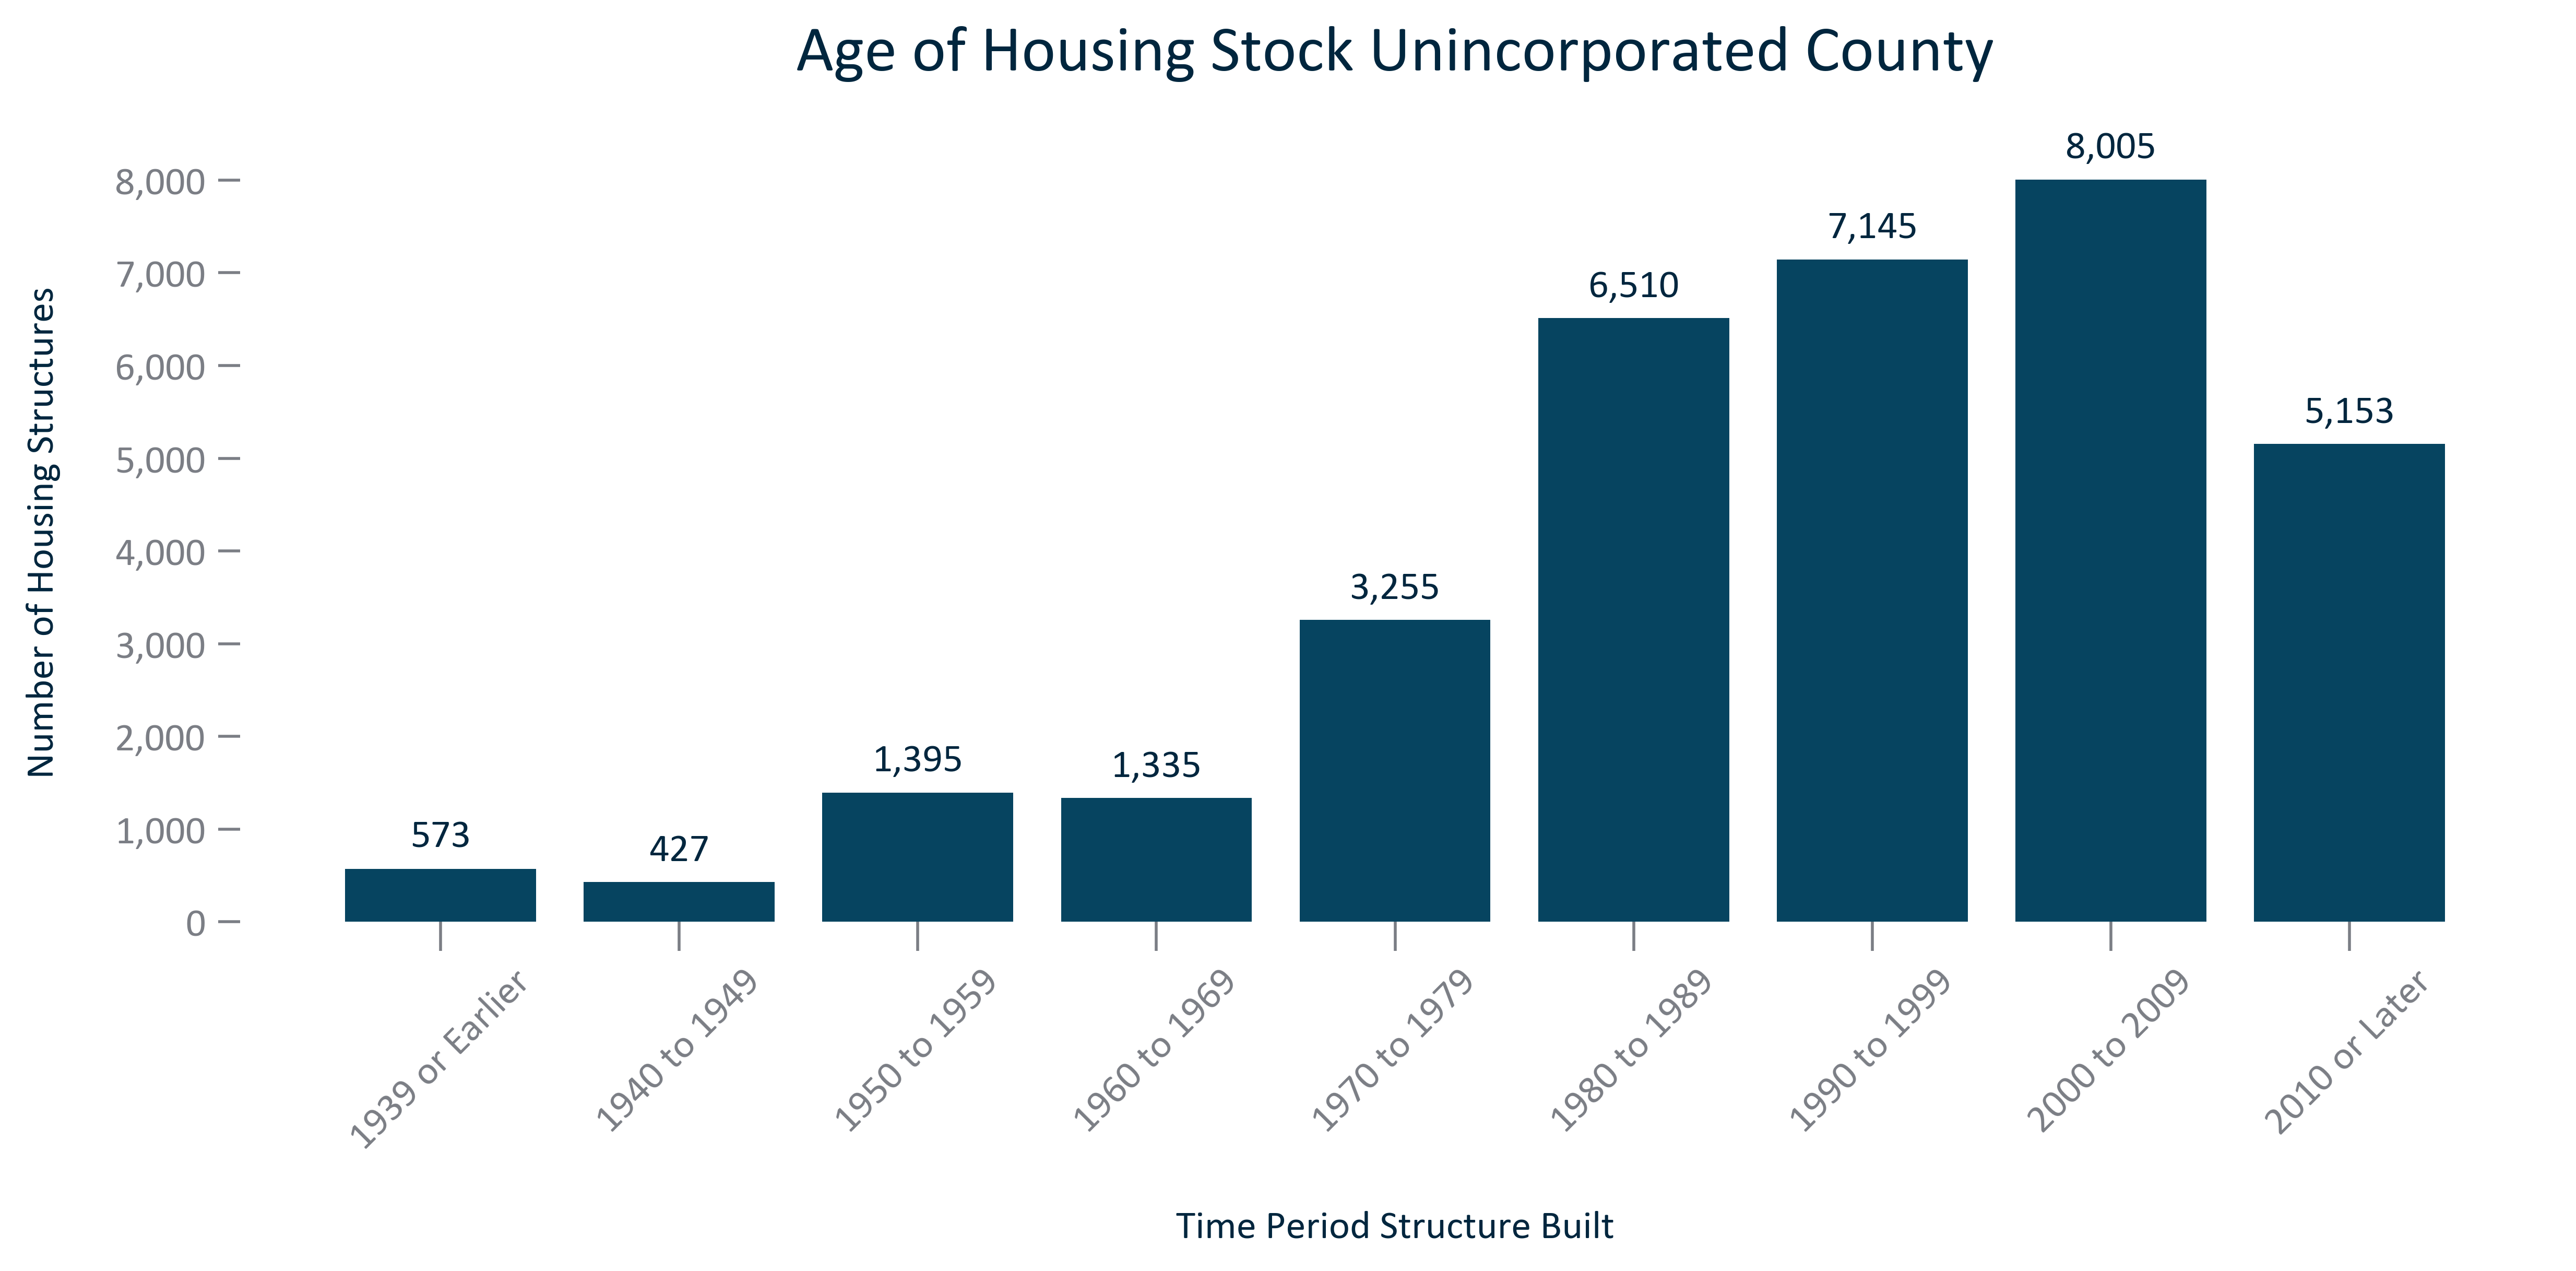 Age of Housing Stock Unincorporated County
Number of Housing Structures
8,000
7,000
6,000
5,000
4,000
3,000
2,000
1,000
0
573
427
1,395
1,335
3,255
6,510
7,145
8,005
5,153
1939 or Earlier
1940 to 1949
1950 to 1959
1960 to 1969
1970 to 1979
1980 to 1989
1990 to 1999
2000 to 2009
2010 or Later
Time Period Structure Built